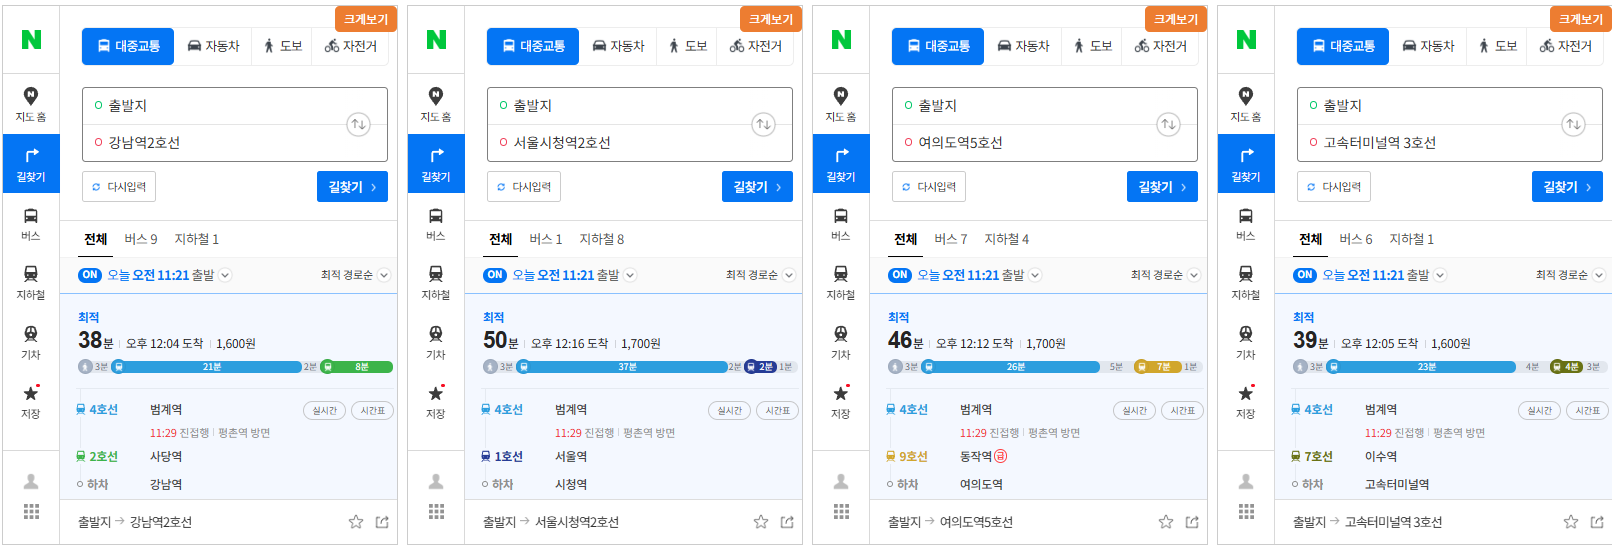 크게보기
대중교통 자동차 도보 자전거
출발지
강남역2호선
다시입력 길찾기
전체 버스 9 지하철 1
ON 오늘 오전 11:21 출발 최적 경로순
최적
38분 오후 12:04 도착 1,600원
3분 21분 2분 8분
4호선 범계역 실시간 시간표
11:29 진접행 평촌역 방면
2호선 사당역
하차 강남역
출발지 → 강남역2호선
N
지도 홈
길찾기
버스
지하철
기차
저장
크게보기
대중교통 자동차 도보 자전거
출발지
서울시청역2호선
다시입력 길찾기
전체 버스 1 지하철 8
ON 오늘 오전 11:21 출발 최적 경로순
최적
50분 오후 12:16 도착 1,700원
3분 37분 2분 2분 1분
4호선 범계역 실시간 시간표
11:29 진접행 평촌역 방면
1호선 서울역
하차 시청역
출발지 → 서울시청역2호선
N
지도 홈
길찾기
버스
지하철
기차
저장
크게보기
대중교통 자동차 도보 자전거
출발지
여의도역5호선
다시입력 길찾기
전체 버스 7 지하철 4
ON 오늘 오전 11:21 출발 최적 경로순
최적
46분 오후 12:12 도착 1,700원
3분 26분 5분 7분 1분
4호선 범계역 실시간 시간표
11:29 진접행 평촌역 방면
9호선 동작역 급
하차 여의도역
출발지 → 여의도역5호선
N
지도 홈
길찾기
버스
지하철
기차
저장
크게보기
대중교통 자동차 도보 자전거
출발지
고속터미널역 3호선
다시입력 길찾기
전체 버스 6 지하철 1
ON 오늘 오전 11:21 출발 최적 경로순
최적
39분 오후 12:05 도착 1,600원
3분 23분 4분 4분 3분
4호선 범계역 실시간 시간표
11:29 진접행 평촌역 방면
7호선 이수역
하차 고속터미널역
출발지 → 고속터미널역 3호선
N
지도 홈
길찾기
버스
지하철
기차
저장